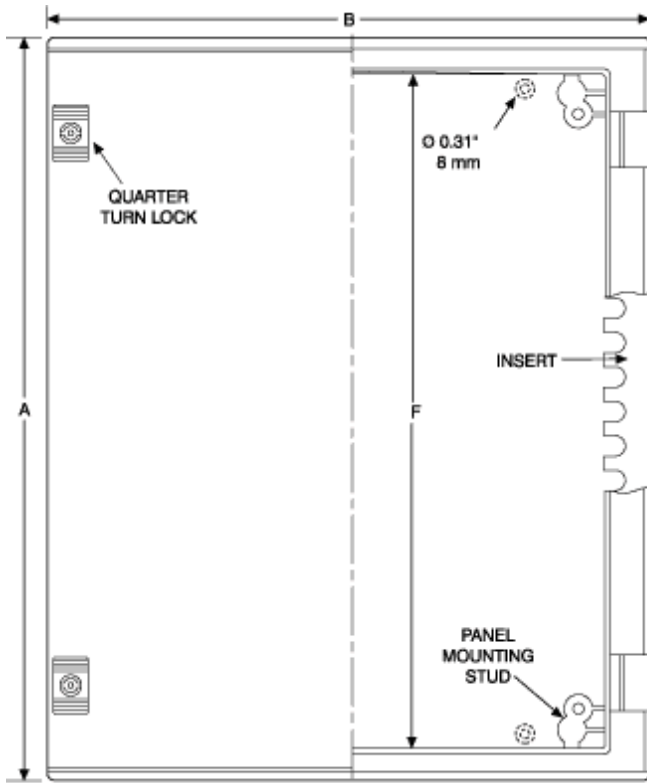 B
Ø 0.31"
8 mm
QUARTER
TURN LOCK
INSERT
A
F
PANEL
MOUNTING
STUD